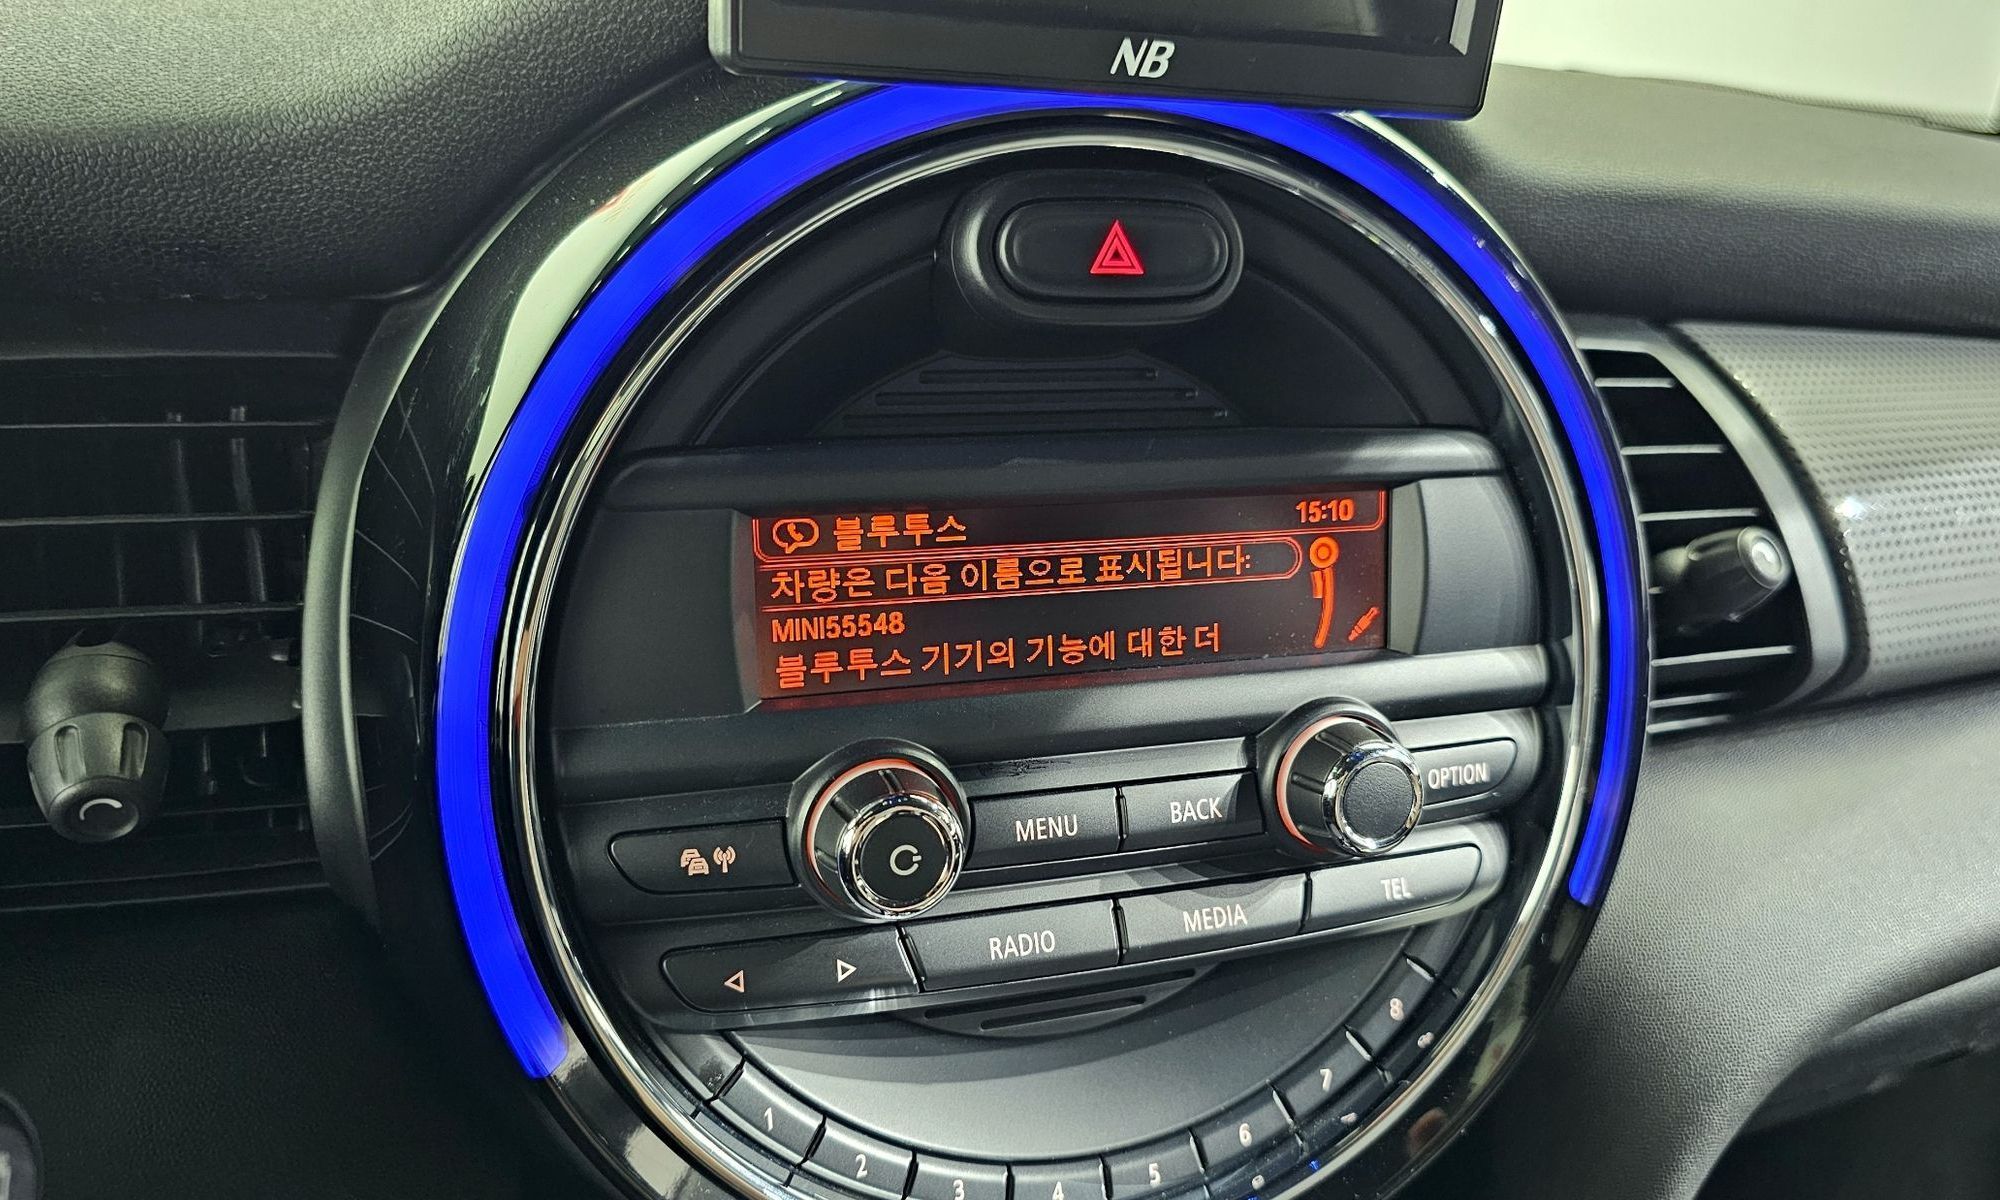 NB
블루투스 15:10
차량은 다음 이름으로 표시됩니다:
MINI55548
블루투스 기기의 기능에 대한 더
MENU BACK OPTION
RADIO MEDIA TEL
1 2 3 4 5 6 7 8